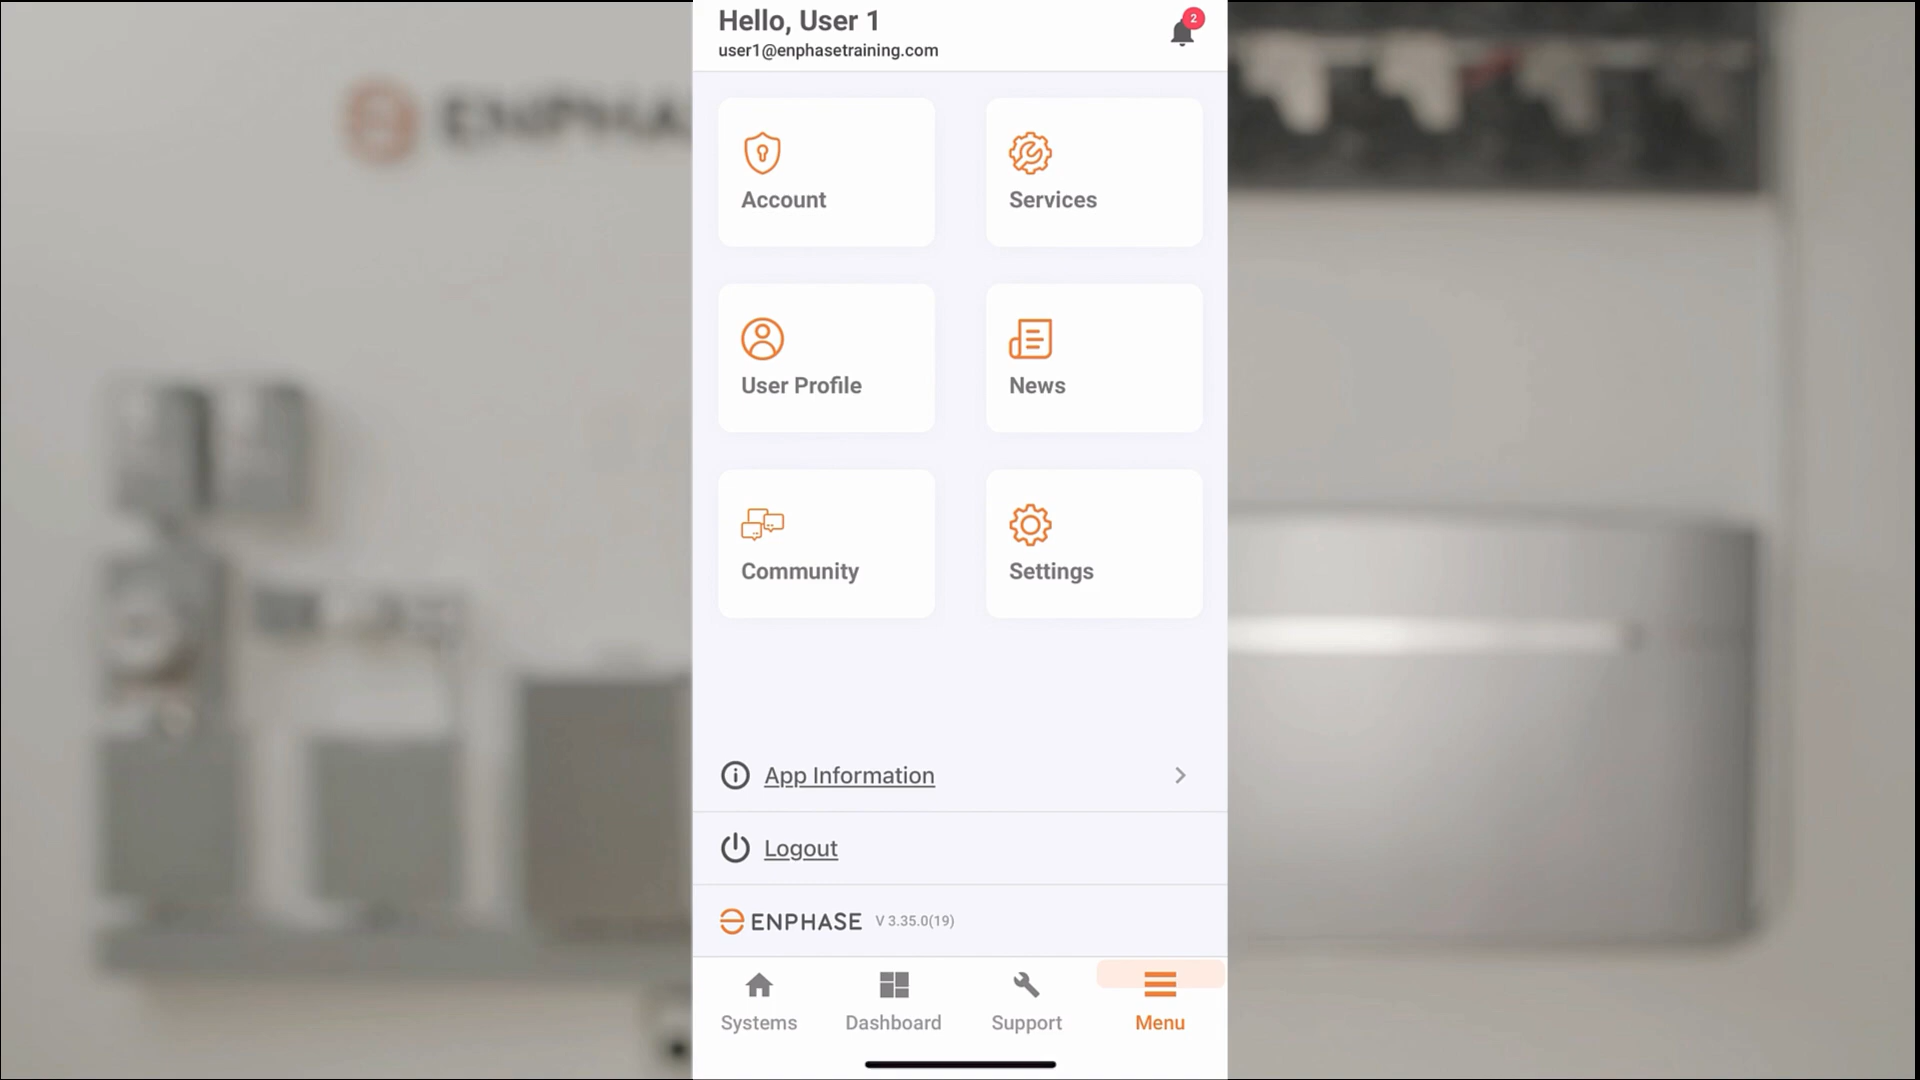 Hello, User 1
user1@enphasetraining.com
2
Account
Services
User Profile
News
Community
Settings
App Information
Logout
ENPHASE V 3.35.0(19)
Systems
Dashboard
Support
Menu